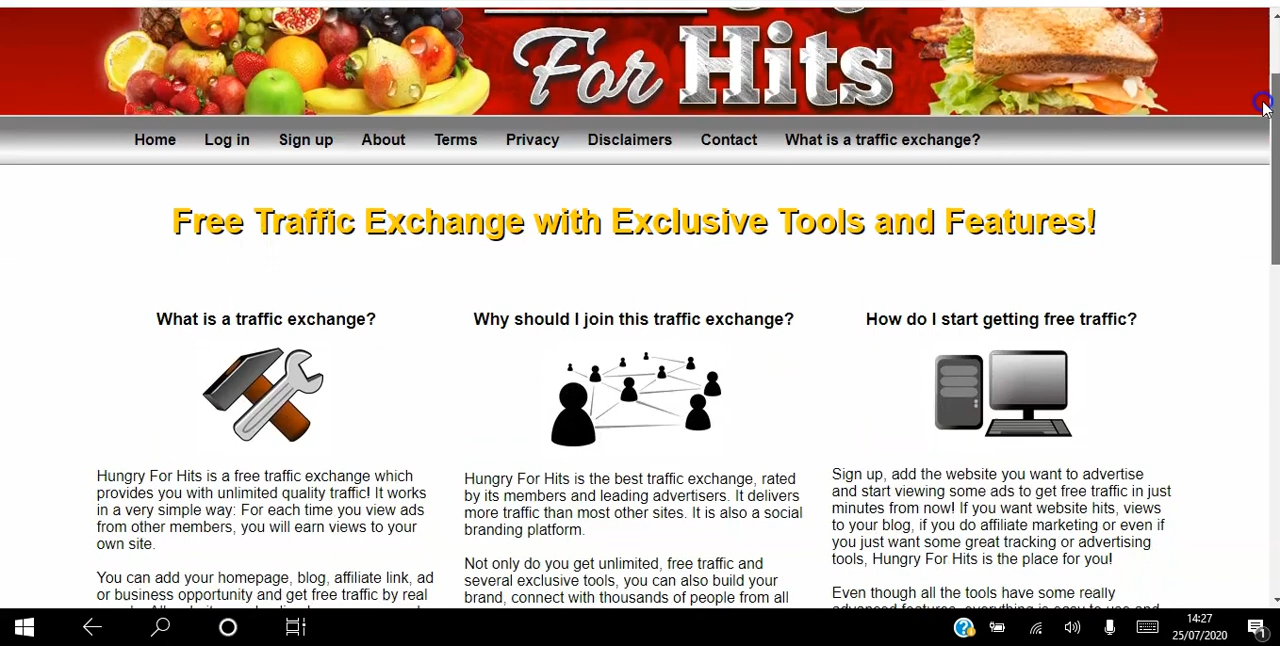 For Hits
Home Log in Sign up About Terms Privacy Disclaimers Contact What is a traffic exchange?
Free Traffic Exchange with Exclusive Tools and Features!
What is a traffic exchange?
Hungry For Hits is a free traffic exchange which
provides you with unlimited quality traffic! It works
in a very simple way: For each time you view ads
from other members, you will earn views to your
own site.
You can add your homepage, blog, affiliate link, ad
or business opportunity and get free traffic by real
Why should I join this traffic exchange?
Hungry For Hits is the best traffic exchange, rated
by its members and leading advertisers. It delivers
more traffic than most other sites. It is also a social
branding platform.
Not only do you get unlimited, free traffic and
several exclusive tools, you can also build your
brand, connect with thousands of people from all
How do I start getting free traffic?
Sign up, add the website you want to advertise
and start viewing some ads to get free traffic in just
minutes from now! If you want website hits, views
to your blog, if you do affiliate marketing or even if
you just want some great tracking or advertising
tools, Hungry For Hits is the place for you!
Even though all the tools have some really
14:27
25/07/2020
1